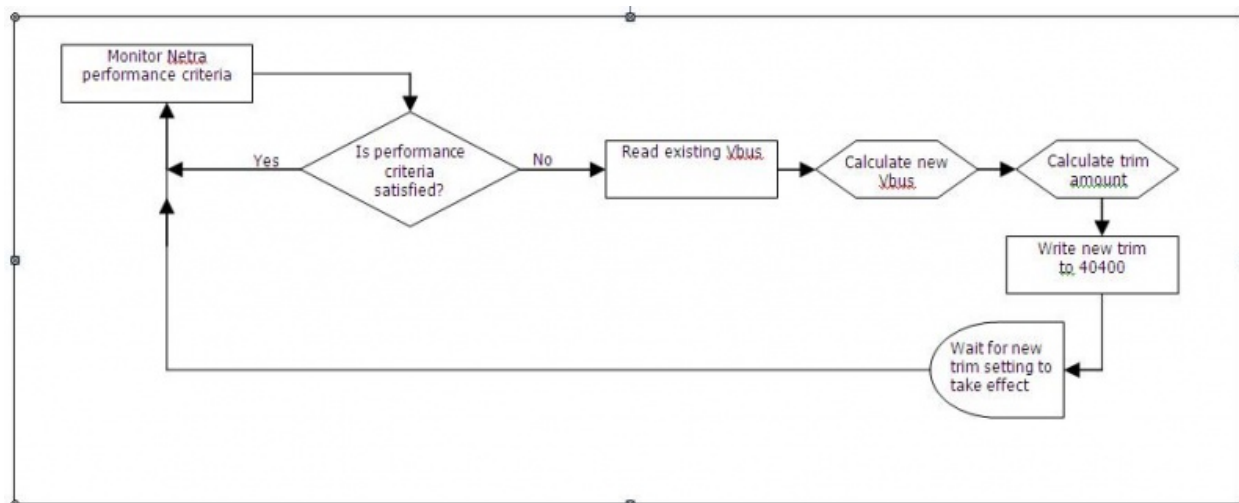 Monitor Netra
performance criteria
Is performance
criteria
satisfied?
Yes
No
Read existing Vbus
Calculate new
Vbus
Calculate trim
amount
Write new trim
to 40400
Wait for new
trim setting to
take effect